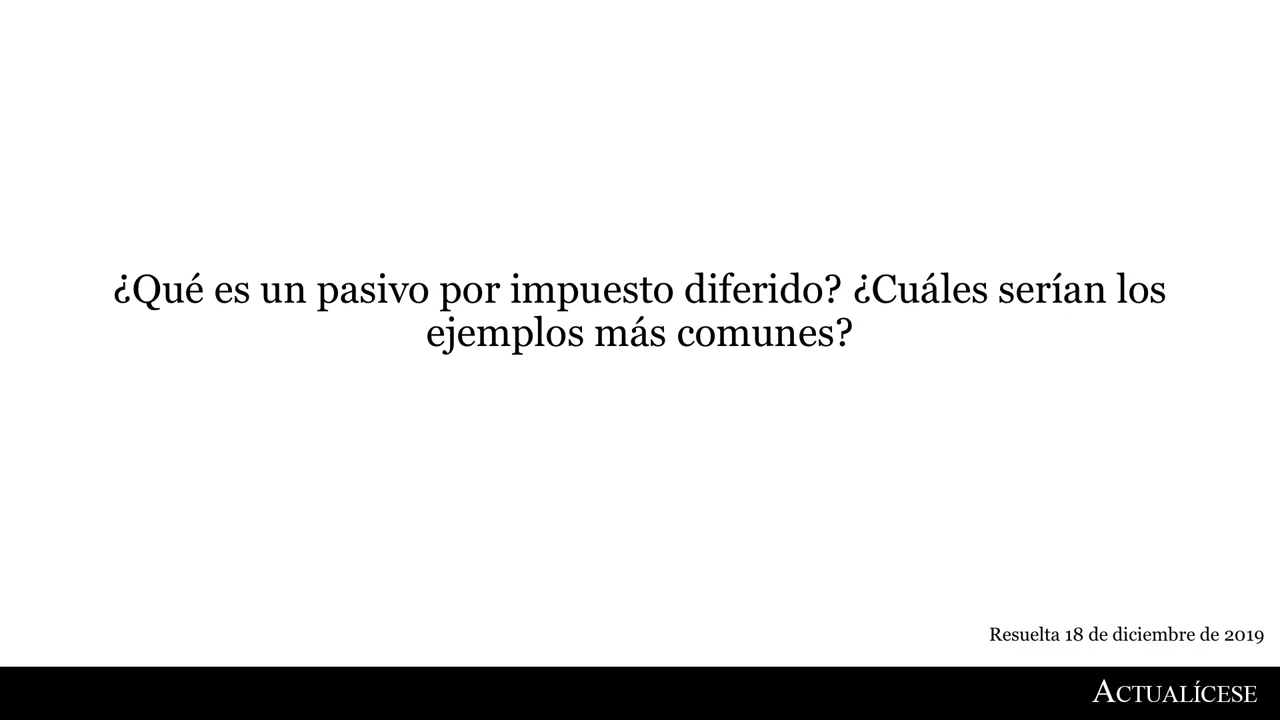 ¿Qué es un pasivo por impuesto diferido? ¿Cuáles serían los
ejemplos más comunes?
Resuelta 18 de diciembre de 2019
ACTUALÍCESE